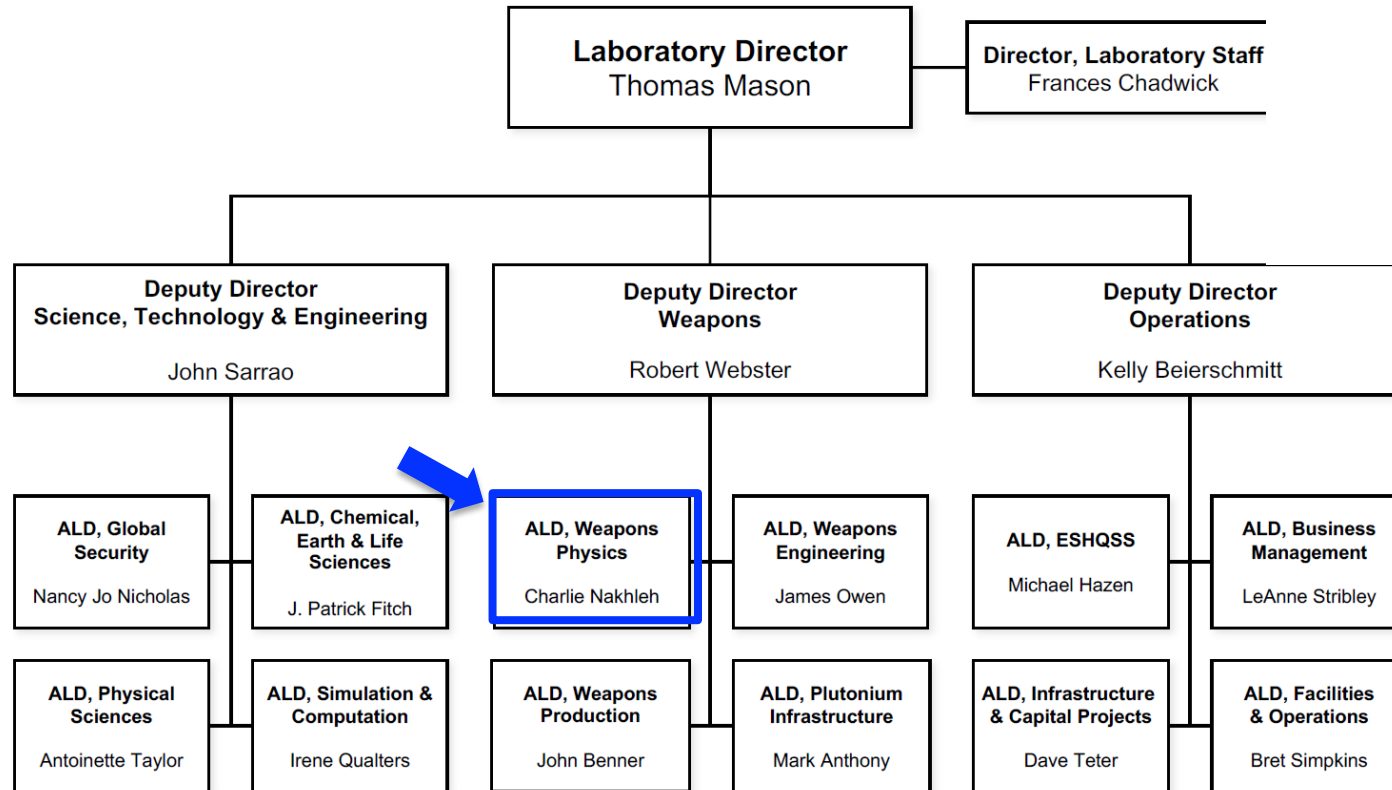 Laboratory Director
Thomas Mason
Director, Laboratory Staff
Frances Chadwick
Deputy Director
Science, Technology & Engineering
John Sarrao
Deputy Director
Weapons
Robert Webster
Deputy Director
Operations
Kelly Beierschmitt
ALD, Global
Security
Nancy Jo Nicholas
ALD, Chemical,
Earth & Life
Sciences
J. Patrick Fitch
ALD, Weapons
Physics
Charlie Nakhleh
ALD, Weapons
Engineering
James Owen
ALD, ESHQSS
Michael Hazen
ALD, Business
Management
LeAnne Stribley
ALD, Physical
Sciences
Antoinette Taylor
ALD, Simulation &
Computation
Irene Qualters
ALD, Weapons
Production
John Benner
ALD, Plutonium
Infrastructure
Mark Anthony
ALD, Infrastructure
& Capital Projects
Dave Teter
ALD, Facilities
& Operations
Bret Simpkins